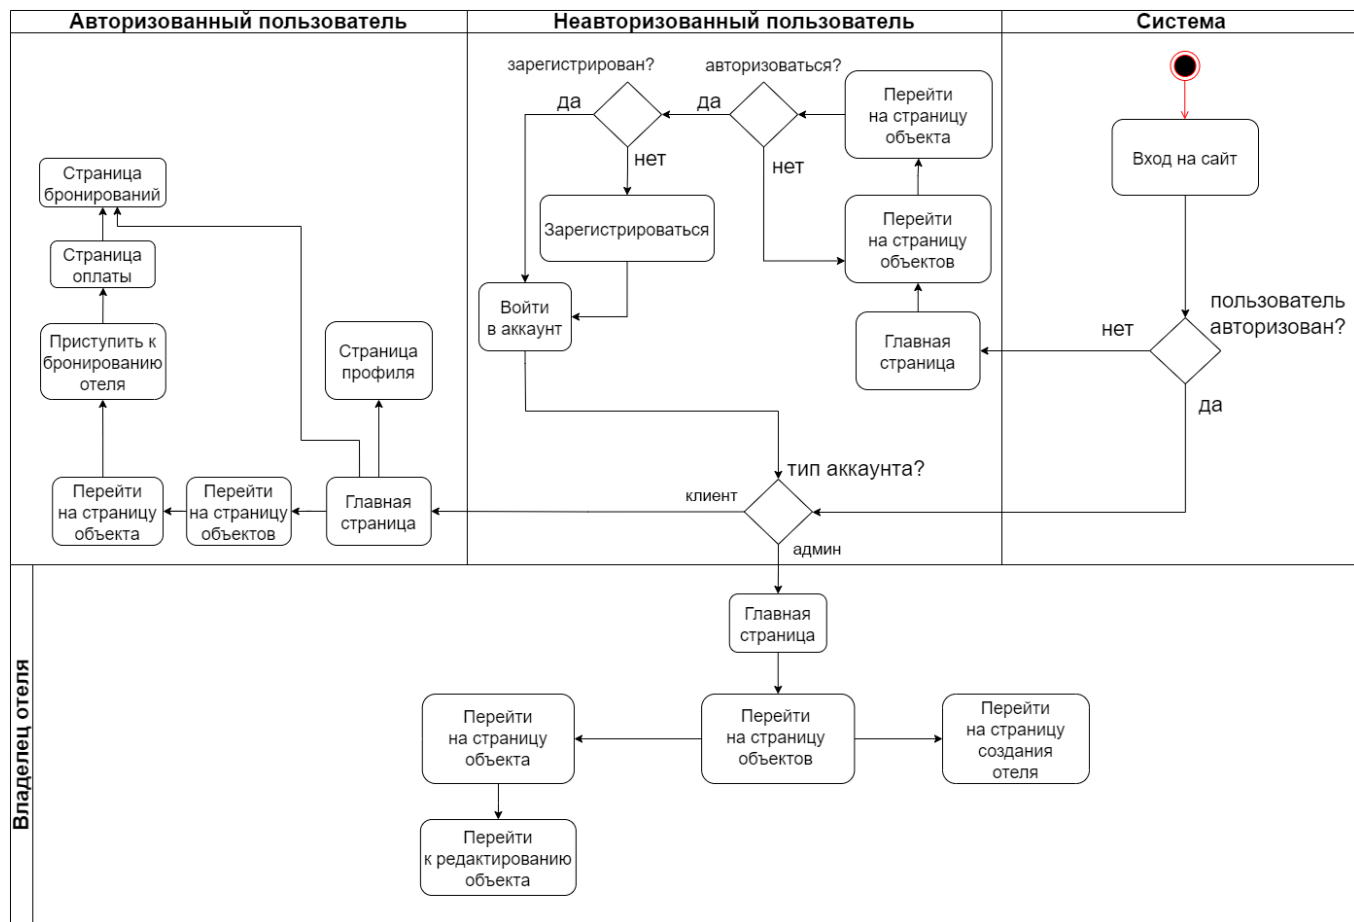 Авторизованный пользователь
Неавторизованный пользователь
Система
зарегистрирован?
авторизоваться?
да
да
нет
нет
Перейти
на страницу
объекта
Вход на сайт
Страница
бронирований
Зарегистрироваться
Перейти
на страницу
объектов
Страница
оплаты
Войти
в аккаунт
пользователь
авторизован?
нет
да
Главная
страница
Приступить к
бронированию
отеля
Страница
профиля
тип аккаунта?
клиент
админ
Перейти
на страницу
объекта
Перейти
на страницу
объектов
Главная
страница
Владелец отеля
Главная
страница
Перейти
на страницу
объекта
Перейти
на страницу
объектов
Перейти
на страницу
создания
отеля
Перейти
к редактированию
объекта